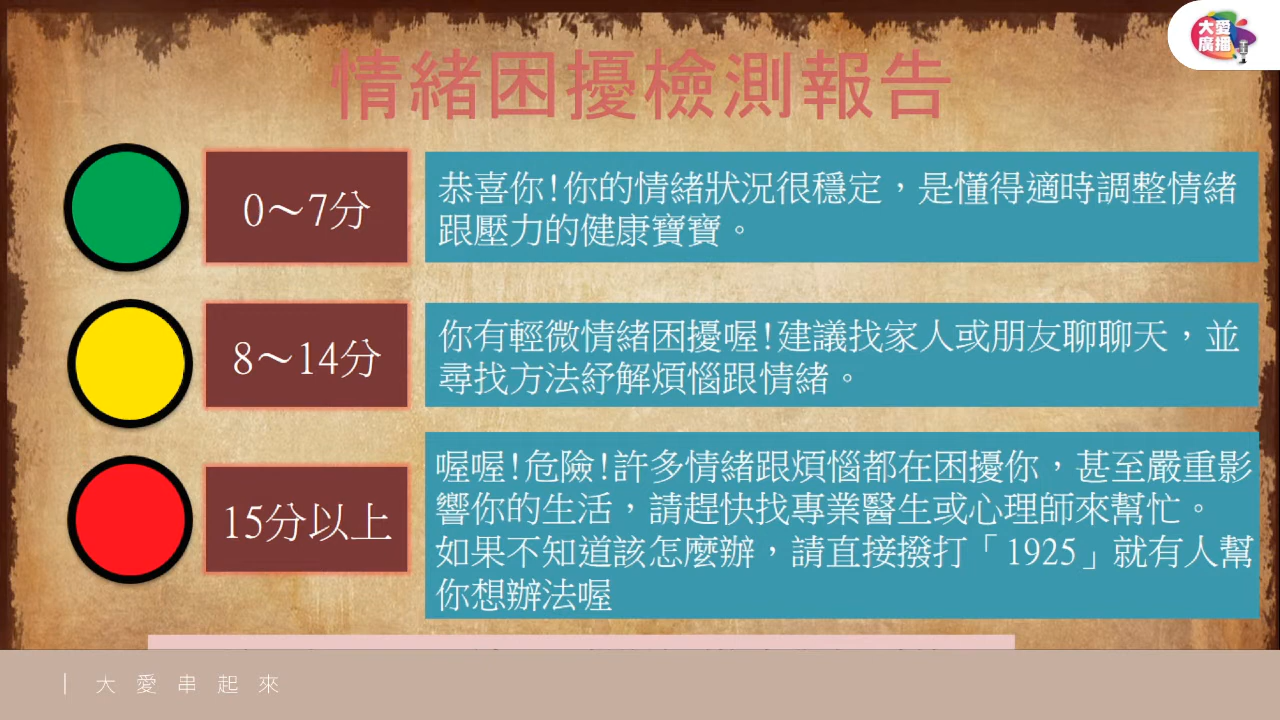 大愛
廣播
情緒困擾檢測報告
0～7分
恭喜你!你的情緒狀況很穩定，是懂得適時調整情緒
跟壓力的健康寶寶。
8～14分
你有輕微情緒困擾喔!建議找家人或朋友聊聊天，並
尋找方法紓解煩惱跟情緒。
15分以上
喔喔!危險!許多情緒跟煩惱都在困擾你，甚至嚴重影
響你的生活，請趕快找專業醫生或心理師來幫忙。
如果不知道該怎麼辦，請直接撥打「1925」就有人幫
你想辦法喔
大愛串起來